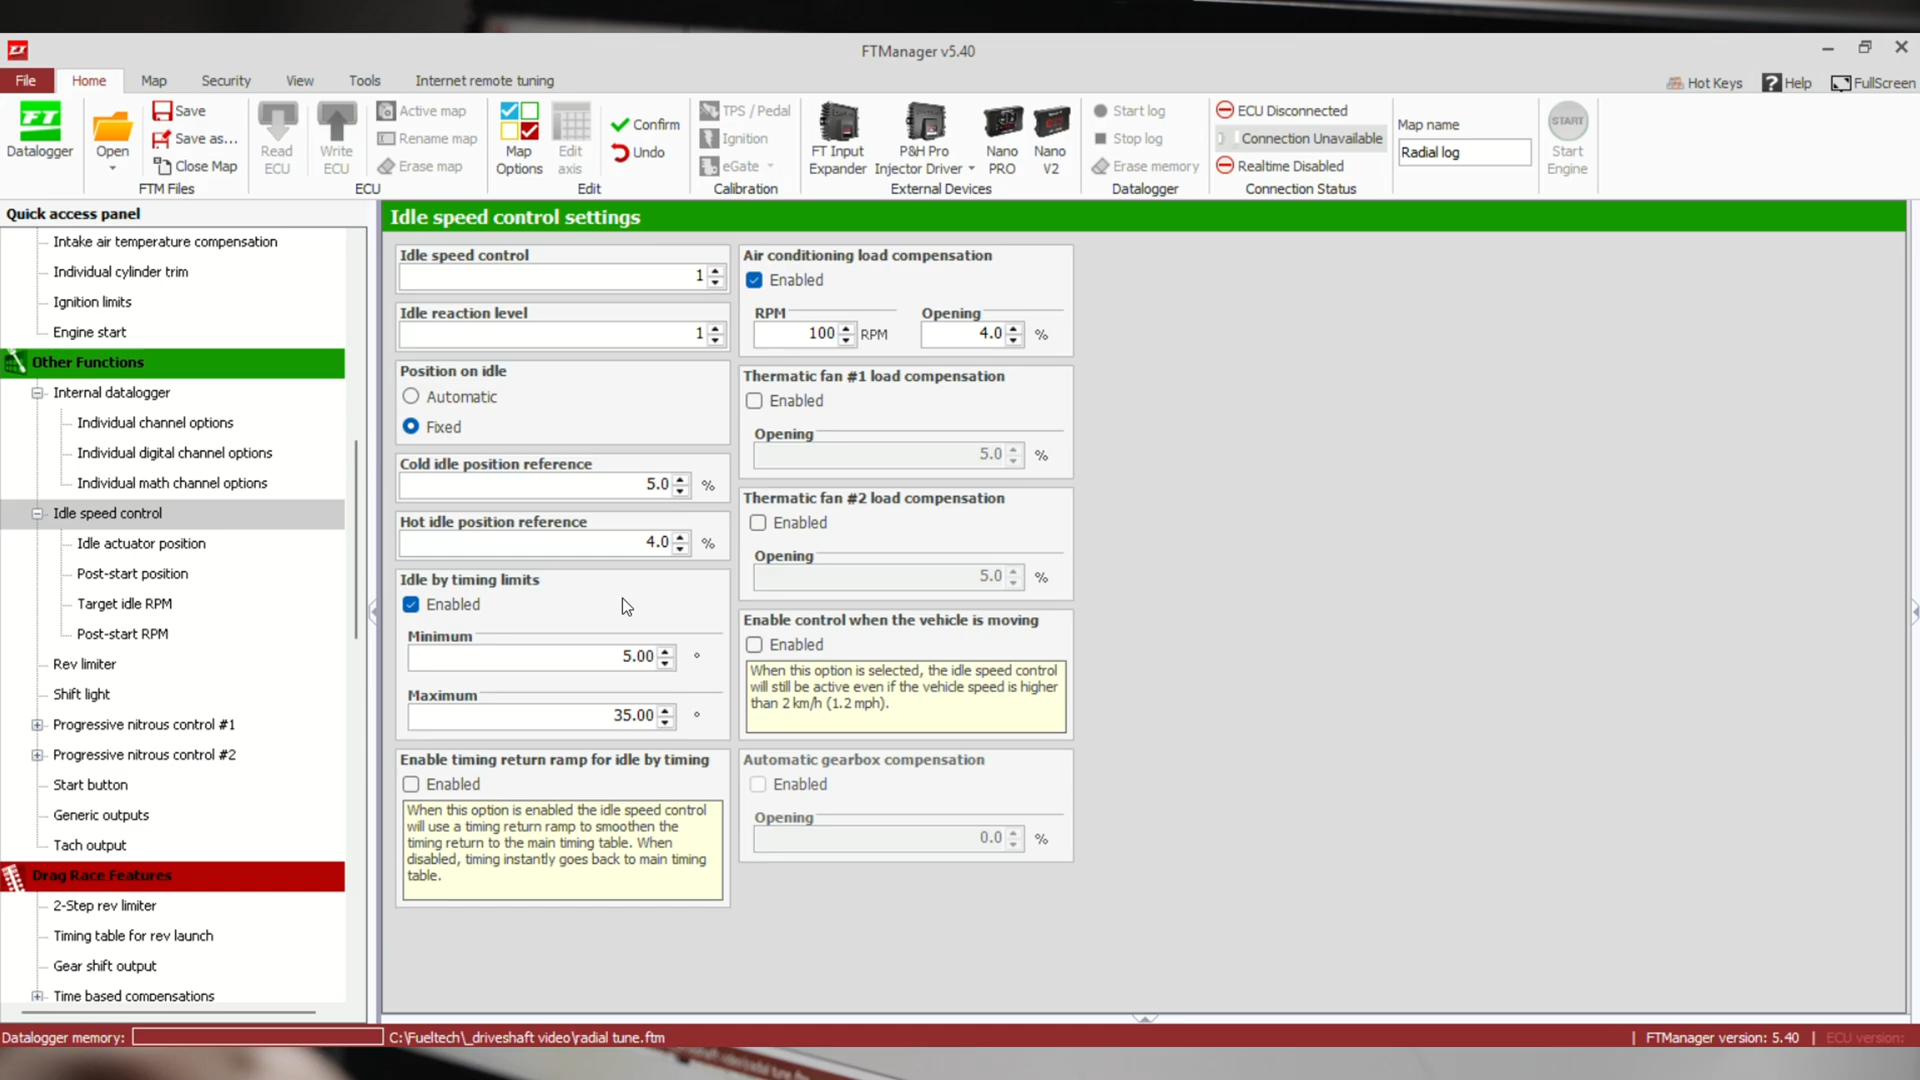 FTManager v5.40
File
Home
Map
Security
View
Tools
Internet remote tuning
Hot Keys
Help
FullScreen
FT
Datalogger
Open
Save
Save as...
Close Map
FTM Files
Read
ECU
Write
ECU
Active map
Rename map
Erase map
ECU
Map
Options
Edit
axis
Confirm
Undo
Edit
TPS / Pedal
Ignition
eGate
Calibration
FT Input
Expander
P&H Pro
Injector Driver
Nano
PRO
Nano
V2
External Devices
Start log
Stop log
Erase memory
Datalogger
ECU Disconnected
Connection Unavailable
Realtime Disabled
Connection Status
Map name
Radial log
START
Start
Engine
Quick access panel
Intake air temperature compensation
Individual cylinder trim
Ignition limits
Engine start
Other Functions
Internal datalogger
Individual channel options
Individual digital channel options
Individual math channel options
Idle speed control
Idle actuator position
Post-start position
Target idle RPM
Post-start RPM
Rev limiter
Shift light
Progressive nitrous control #1
Progressive nitrous control #2
Start button
Generic outputs
Tach output
Drag Race Features
2-Step rev limiter
Timing table for rev launch
Gear shift output
Time based compensations
Idle speed control settings
Idle speed control
1
Idle reaction level
1
Position on idle
Automatic
Fixed
Cold idle position reference
5.0 %
Hot idle position reference
4.0 %
Idle by timing limits
Enabled
Minimum
5.00 °
Maximum
35.00 °
Enable timing return ramp for idle by timing
Enabled
When this option is enabled the idle speed control
will use a timing return ramp to smoothen the
timing return to the main timing table. When
disabled, timing instantly goes back to main timing
table.
Air conditioning load compensation
Enabled
RPM
100 RPM
Opening
4.0 %
Thermatic fan #1 load compensation
Enabled
Opening
5.0 %
Thermatic fan #2 load compensation
Enabled
Opening
5.0 %
Enable control when the vehicle is moving
Enabled
When this option is selected, the idle speed control
will still be active even if the vehicle speed is higher
than 2 km/h (1.2 mph).
Automatic gearbox compensation
Enabled
Opening
0.0 %
Datalogger memory:
C:\Fueltech\_driveshaft video\radial tune.ftm
FTManager version: 5.40
ECU version: